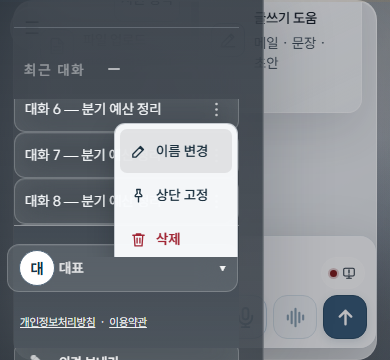 글쓰기 도움
메일 · 문장 ·
초안
최근 대화
대화 6 — 분기 예산 정리
대화 7 — 분기
대화 8 — 분기
이름 변경
상단 고정
삭제
대 대표
개인정보처리방침 · 이용약관